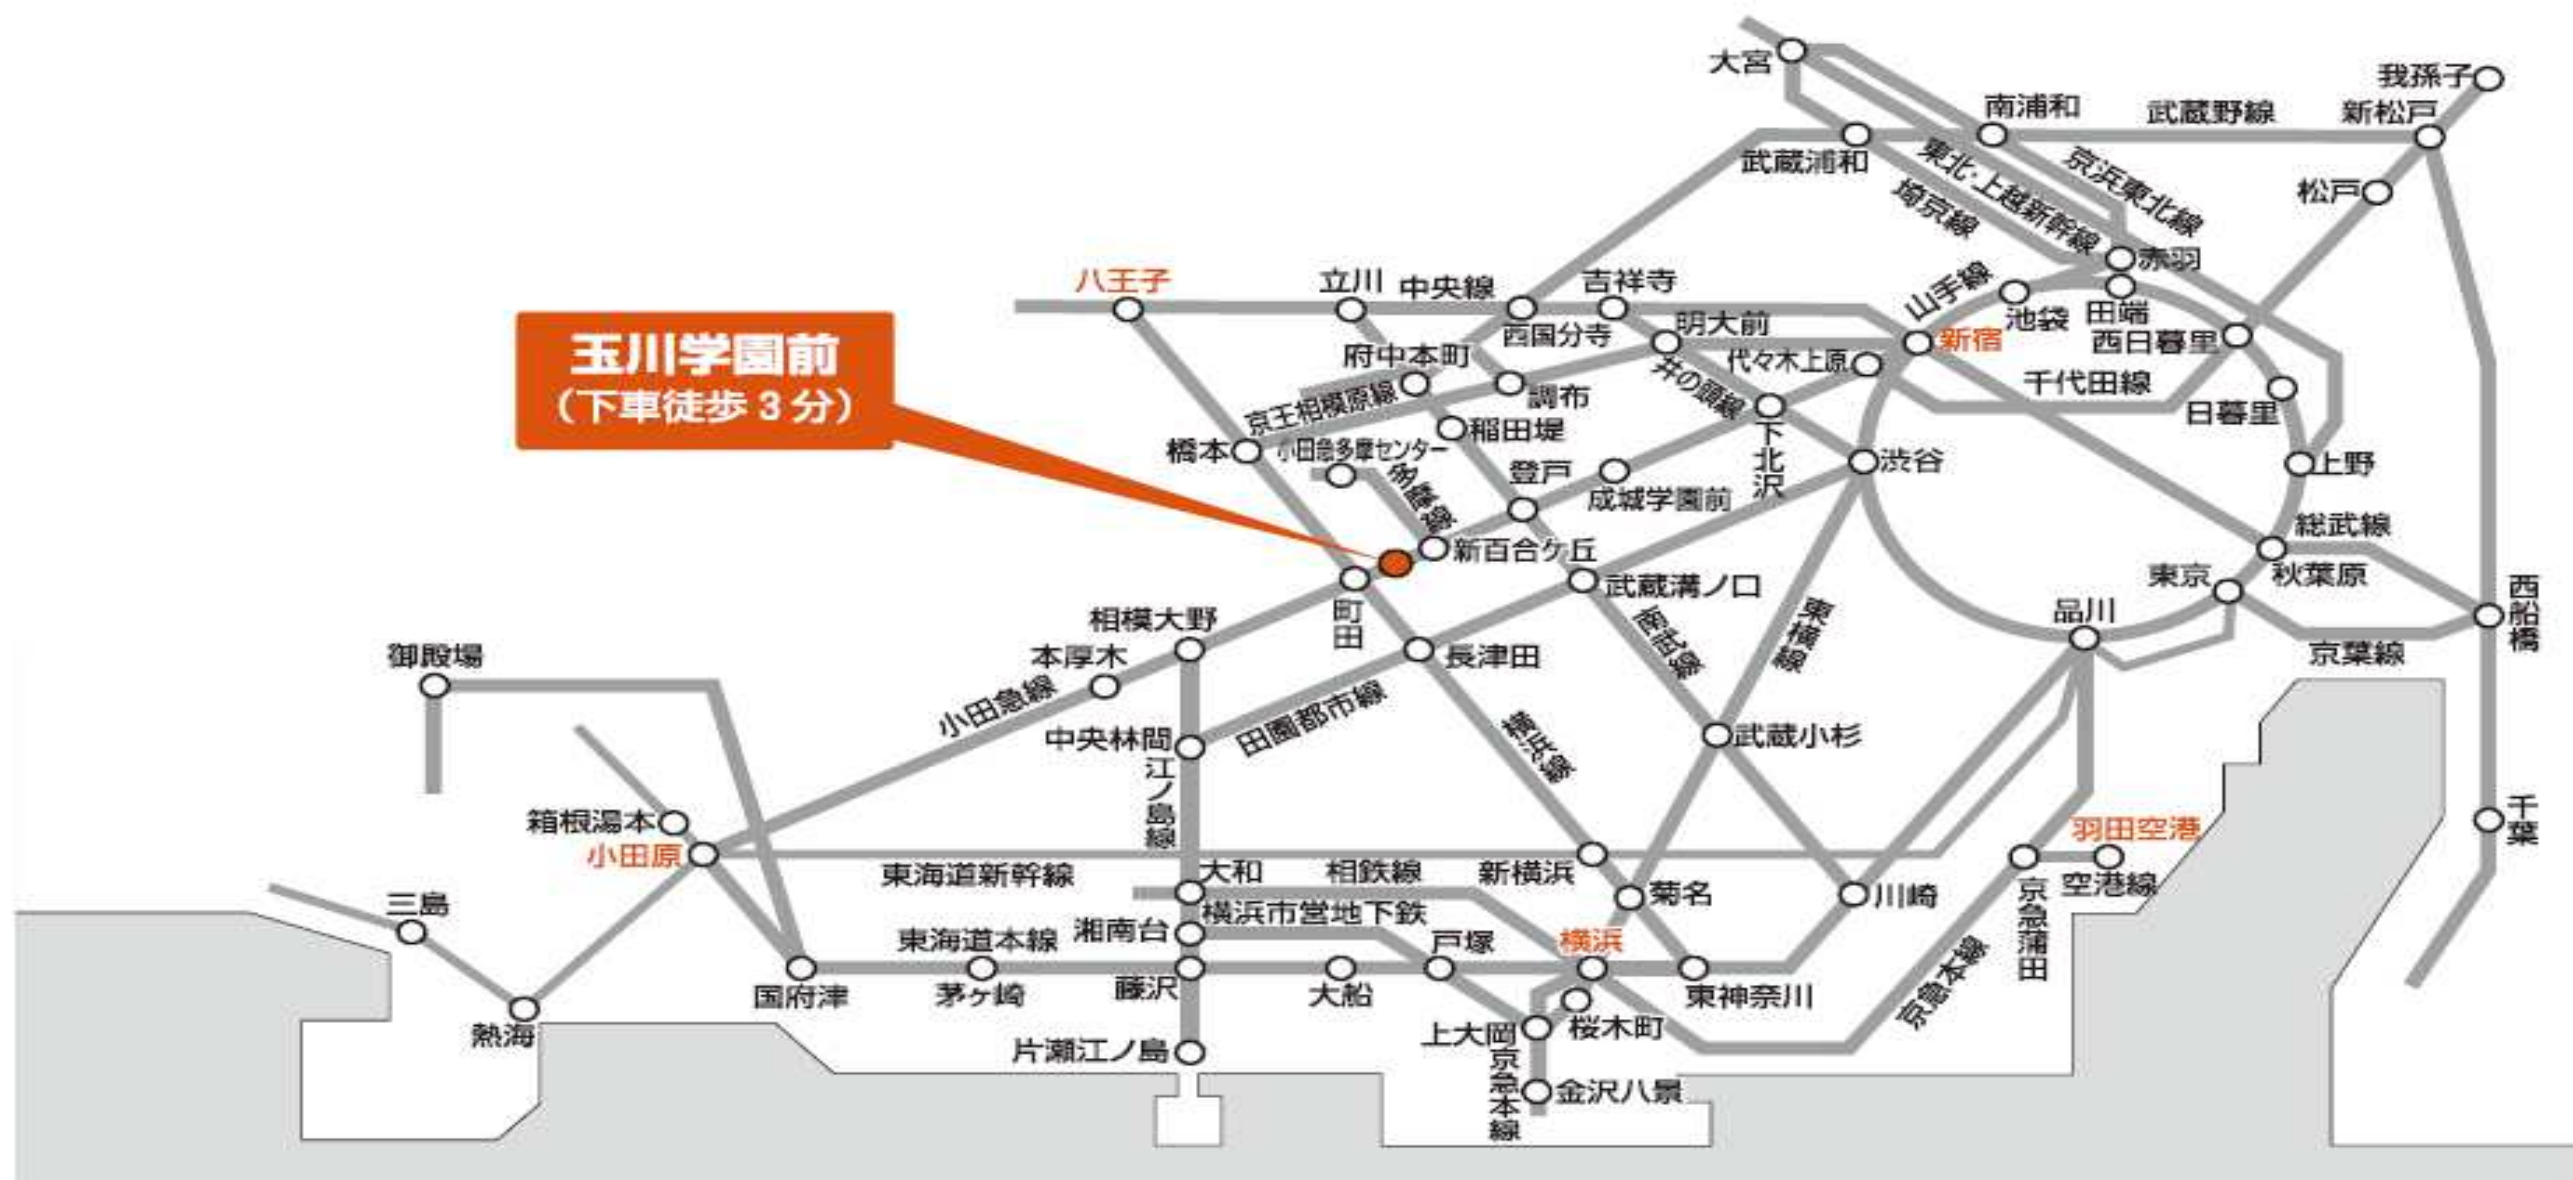 大宮
我孫子
南浦和
武蔵野線
新松戸
武蔵浦和
東北・上越新幹線
京浜東北線
埼京線
松戸
赤羽
八王子
立川
中央線
吉祥寺
山手線
池袋
田端
西国分寺
明大前
新宿
西日暮里
玉川学園前
(下車徒歩3分)
府中本町
代々木上原
井の頭線
千代田線
京王相模原線
調布
日暮里
橋本
小田急多摩センター
稲田堤
下北沢
渋谷
上野
多摩線
登戸
成城学園前
新百合ケ丘
総武線
秋葉原
東京
武蔵溝ノ口
町田
南武線
東横線
品川
西船橋
京葉線
相模大野
本厚木
御殿場
長津田
小田急線
田園都市線
中央林間
江ノ島線
横浜線
武蔵小杉
箱根湯本
小田原
羽田空港
千葉
東海道新幹線
大和
相鉄線
新横浜
菊名
川崎
京急蒲田
空港線
三島
横浜市営地下鉄
湘南台
東海道本線
戸塚
横浜
京急本線
国府津
茅ヶ崎
藤沢
大船
東神奈川
熱海
片瀬江ノ島
上大岡
桜木町
京急本線
金沢八景